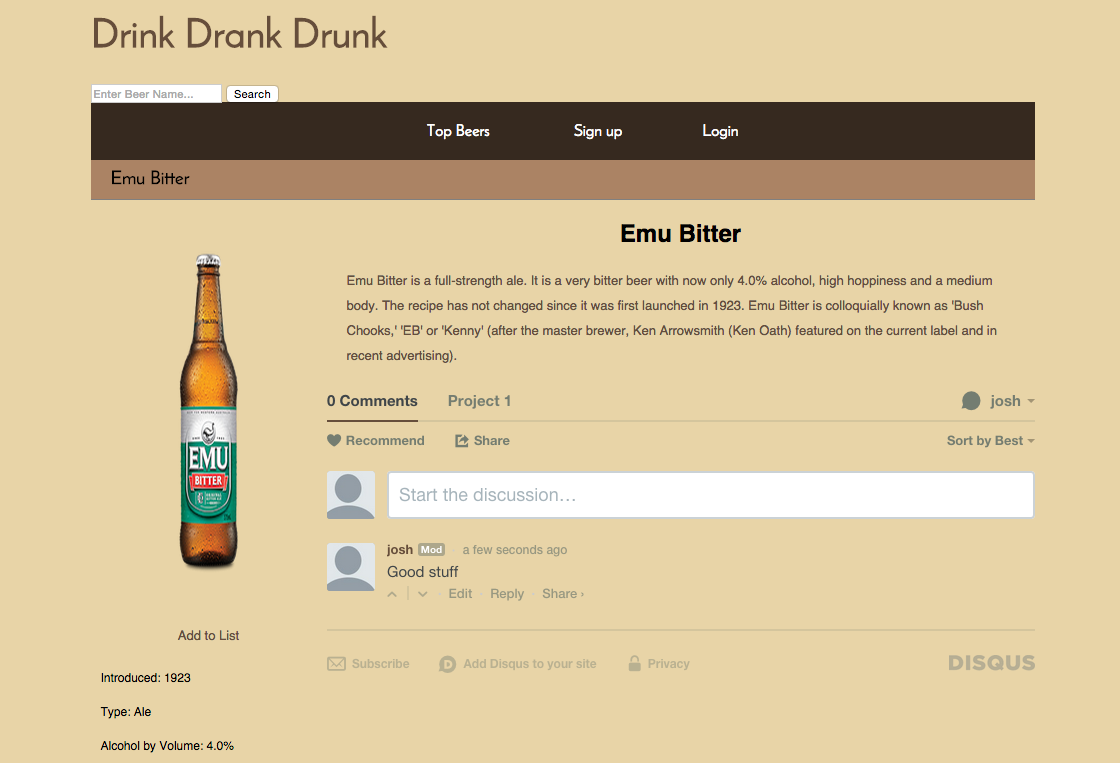 Drink Drank Drunk
Enter Beer Name... Search
Top Beers Sign up Login
Emu Bitter
Emu Bitter
Emu Bitter is a full-strength ale. It is a very bitter beer with now only 4.0% alcohol, high hoppiness and a medium
body. The recipe has not changed since it was first launched in 1923. Emu Bitter is colloquially known as 'Bush
Chooks,' 'EB' or 'Kenny' (after the master brewer, Ken Arrowsmith (Ken Oath) featured on the current label and in
recent advertising).
EMU
BITTER
0 Comments Project 1 josh
Recommend Share Sort by Best
Start the discussion…
josh Mod a few seconds ago
Good stuff
Edit Reply Share ›
Subscribe Add Disqus to your site Privacy DISQUS
Add to List
Introduced: 1923
Type: Ale
Alcohol by Volume: 4.0%